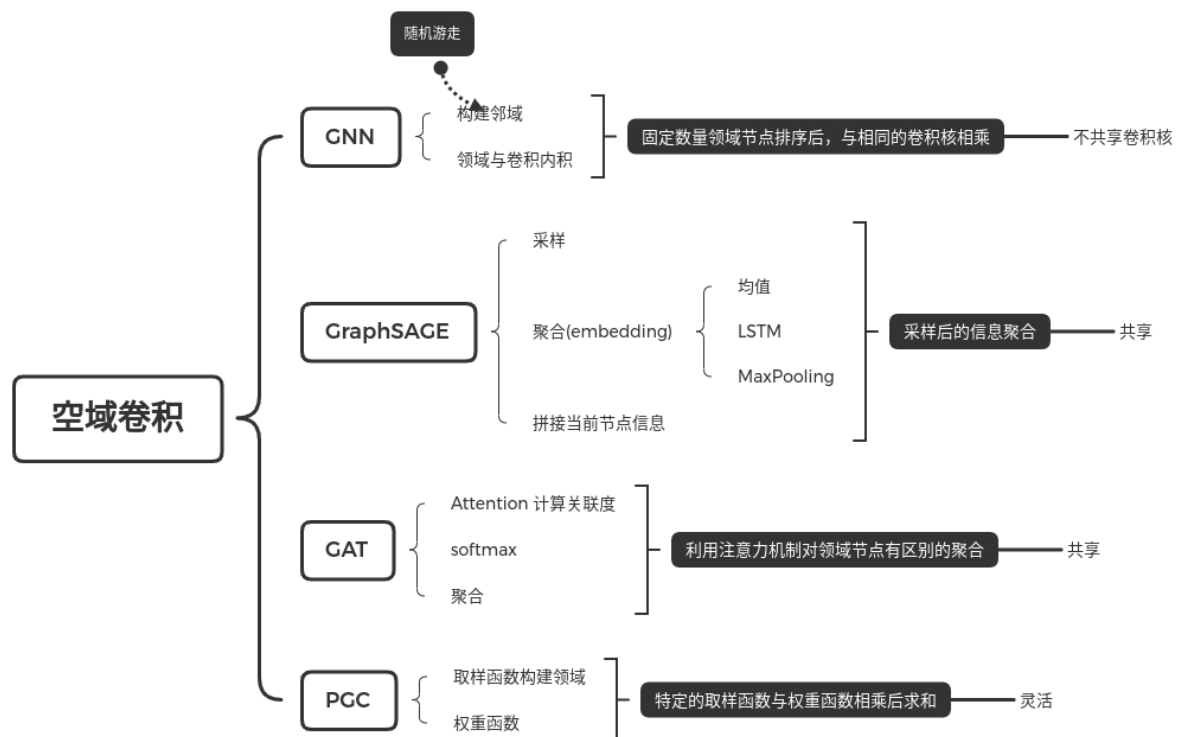 随机游走
GNN
构建邻域
领域与卷积内积
固定数量领域节点排序后，与相同的卷积核相乘
不共享卷积核
GraphSAGE
采样
聚合(embedding)
均值
LSTM
MaxPooling
拼接当前节点信息
采样后的信息聚合
共享
空域卷积
GAT
Attention 计算关联度
softmax
聚合
利用注意力机制对领域节点有区别的聚合
共享
PGC
取样函数构建领域
权重函数
特定的取样函数与权重函数相乘后求和
灵活